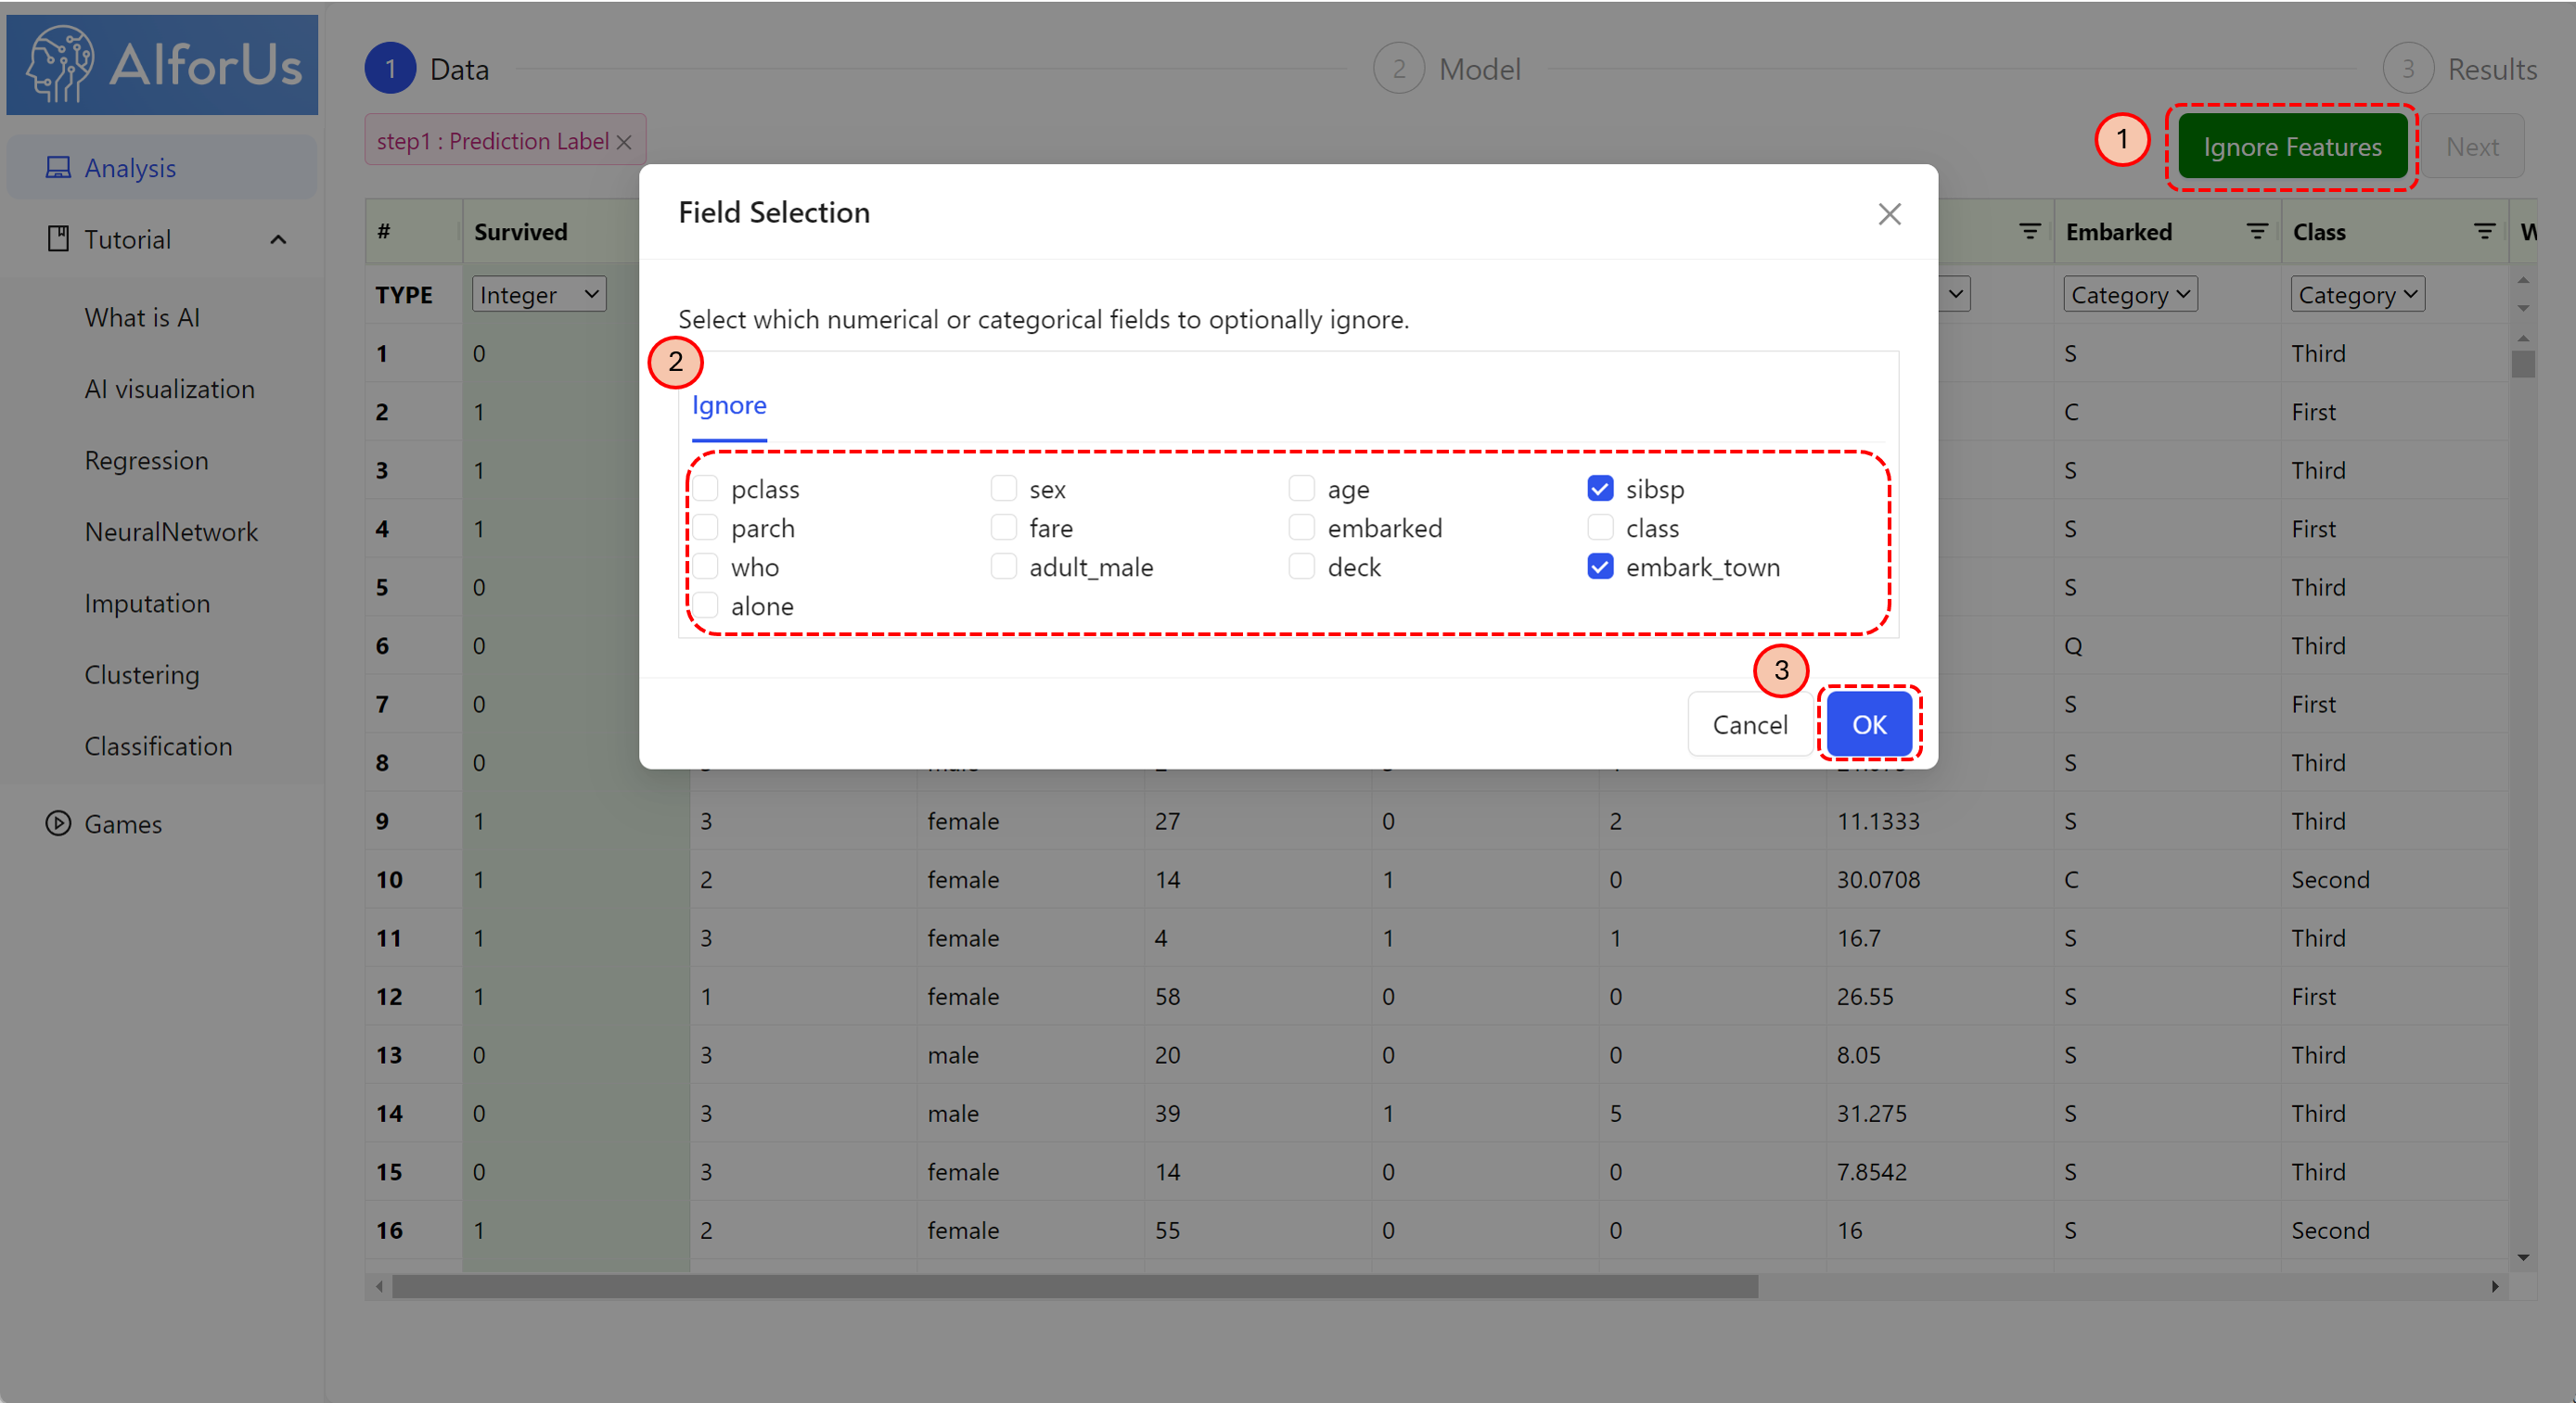 AIforUs
1 Data 2 Model 3 Results
step1 : Prediction Label
1 Ignore Features Next
Analysis
Tutorial
What is AI
AI visualization
Regression
NeuralNetwork
Imputation
Clustering
Classification
Games
Field Selection
Select which numerical or categorical fields to optionally ignore.
2
Ignore
pclass sex age sibsp
parch fare embarked class
who adult_male deck embark_town
alone
3
Cancel OK
# Survived Embarked Class W
TYPE Integer Category Category
1 0 S Third
2 1 C First
3 1 S Third
4 1 S First
5 0 S Third
6 0 Q Third
7 0 S First
8 0 S Third
9 1 3 female 27 0 2 11.1333 S Third
10 1 2 female 14 1 0 30.0708 C Second
11 1 3 female 4 1 1 16.7 S Third
12 1 1 female 58 0 0 26.55 S First
13 0 3 male 20 0 0 8.05 S Third
14 0 3 male 39 1 5 31.275 S Third
15 0 3 female 14 0 0 7.8542 S Third
16 1 2 female 55 0 0 16 S Second